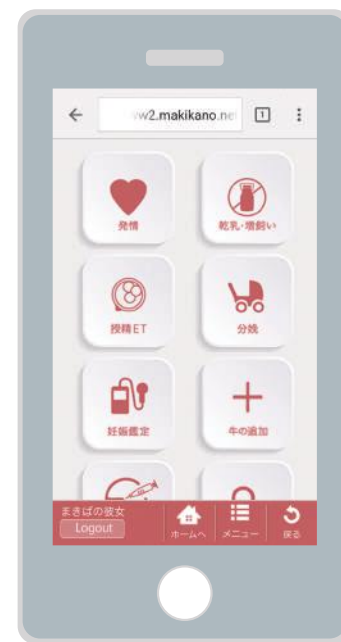 w2.makikano.ne
1
発情
乾乳・増飼い
授精ET
分娩
妊娠鑑定
牛の追加
まきばの彼女
Logout
ホームへ
メニュー
戻る